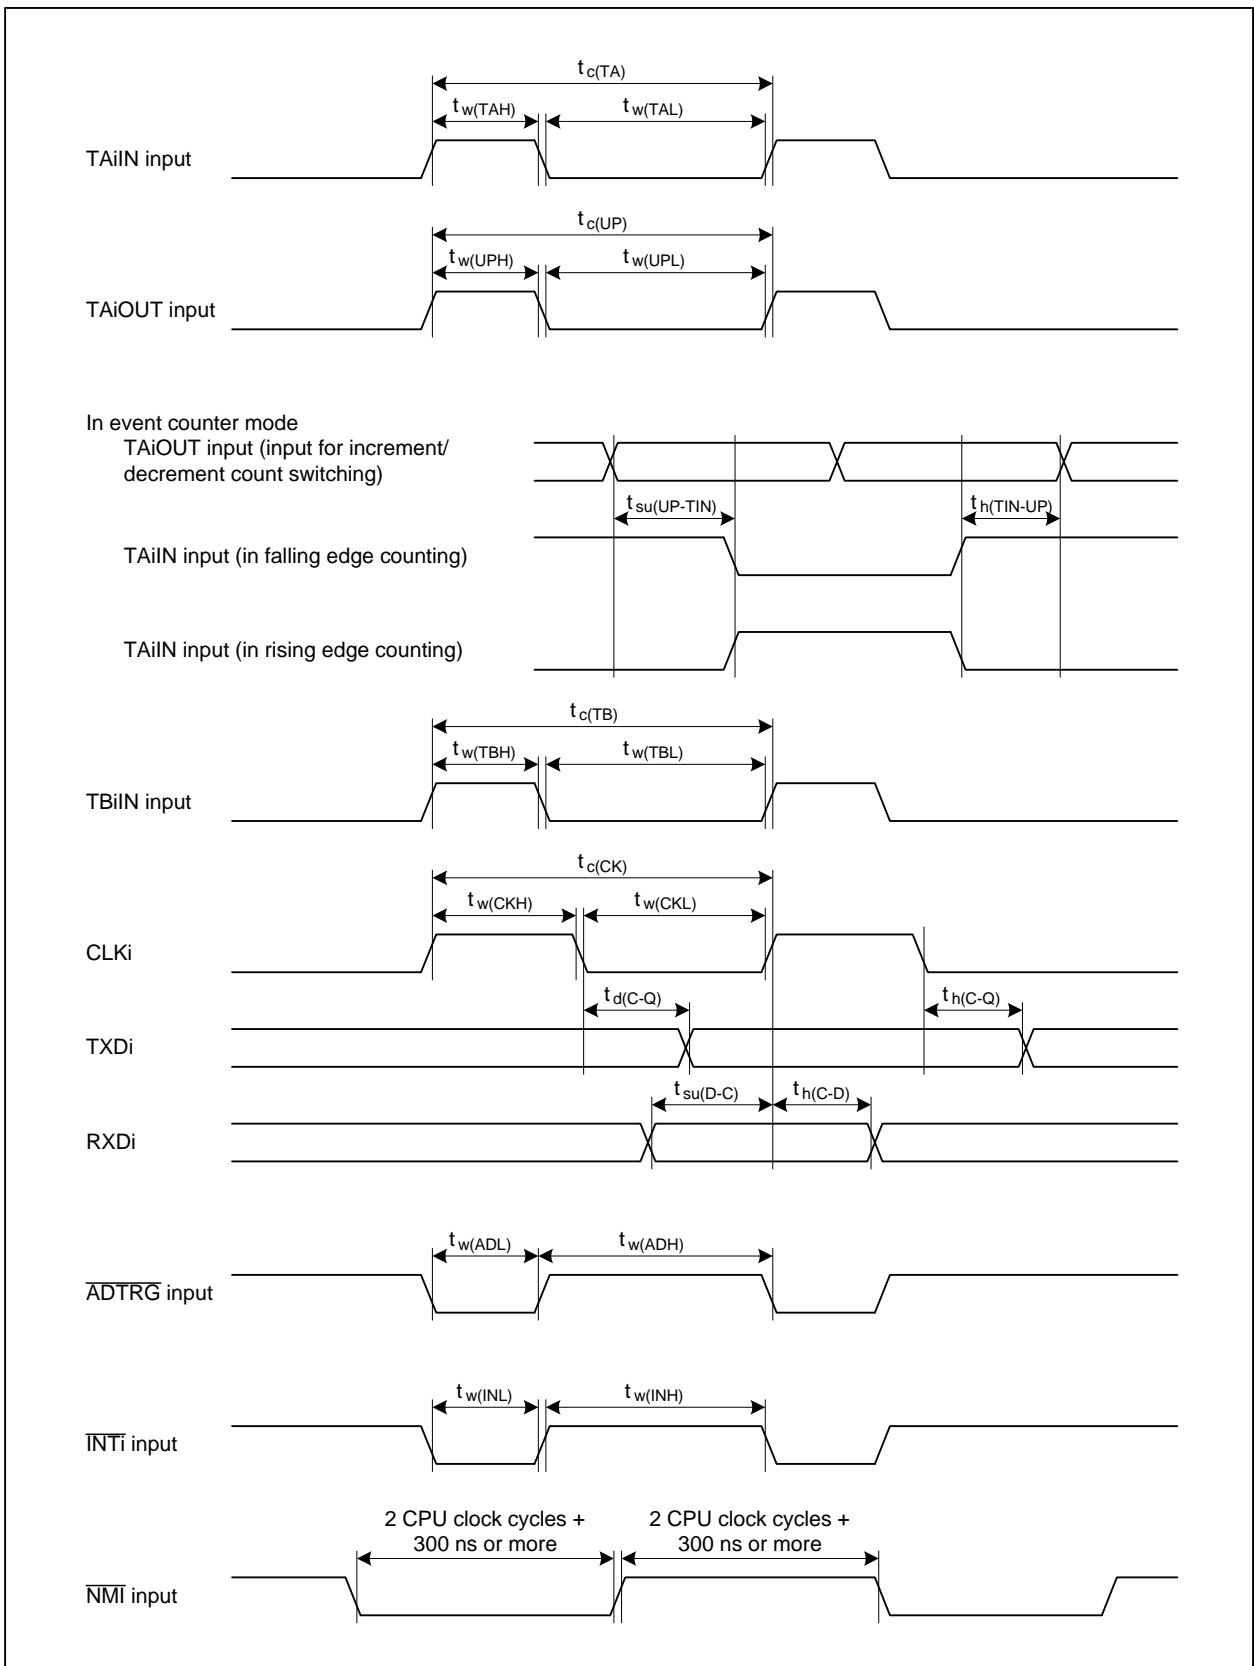 tc(TA)
tw(TAH)
tw(TAL)
TAiIN input
tc(UP)
tw(UPH)
tw(UPL)
TAiOUT input
In event counter mode
TAiOUT input (input for increment/
decrement count switching)
tsu(UP-TIN)
th(TIN-UP)
TAiIN input (in falling edge counting)
TAiIN input (in rising edge counting)
tc(TB)
tw(TBH)
tw(TBL)
TBiIN input
tc(CK)
tw(CKH)
tw(CKL)
CLKi
td(C-Q)
th(C-Q)
TXDi
tsu(D-C)
th(C-D)
RXDi
tw(ADL)
tw(ADH)
ADTRG input
tw(INL)
tw(INH)
INTi input
2 CPU clock cycles +
300 ns or more
2 CPU clock cycles +
300 ns or more
NMI input